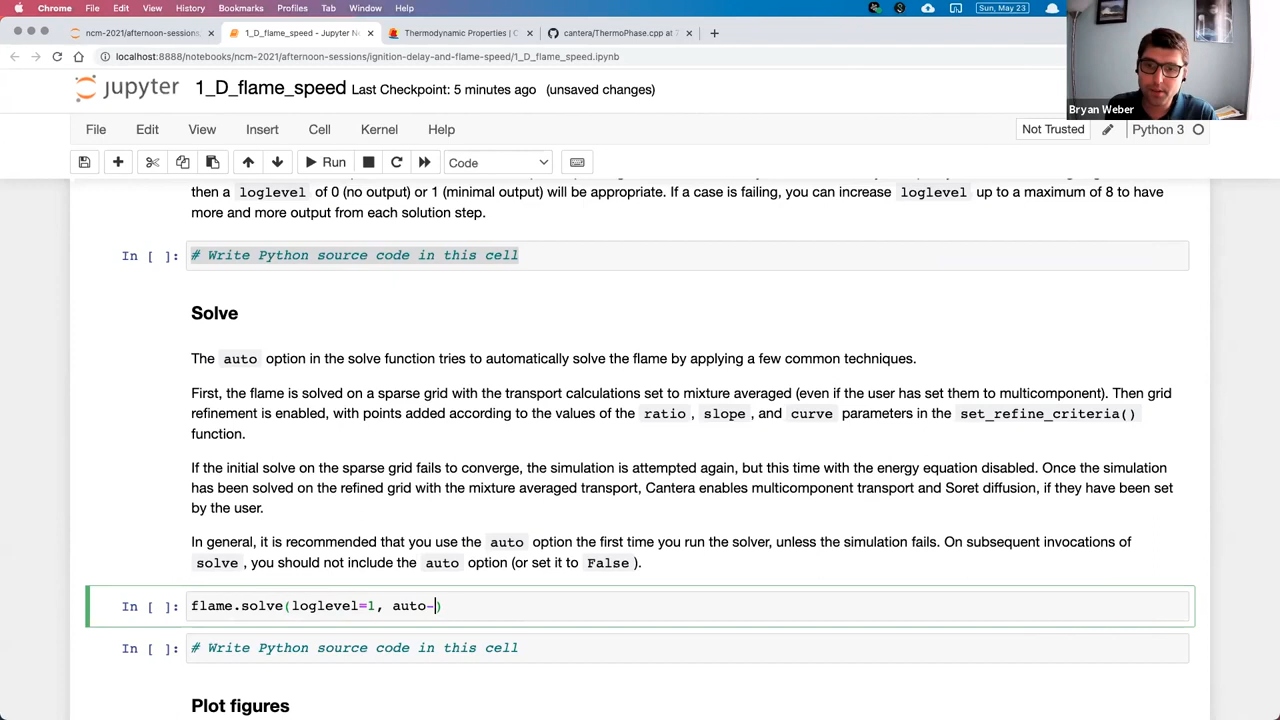 Chrome File Edit View History Bookmarks Profiles Tab Window Help Sun, May 23
ncm-2021/afternoon-sessions, × 1_D_flame_speed - Jupyter N × Thermodynamic Properties | C × cantera/ThermoPhase.cpp at 7 × +
localhost:8888/notebooks/ncm-2021/afternoon-sessions/ignition-delay-and-flame-speed/1_D_flame_speed.ipynb
jupyter 1_D_flame_speed Last Checkpoint: 5 minutes ago (unsaved changes)
Bryan Weber
File Edit View Insert Cell Kernel Help Not Trusted Python 3
Run Code
then a loglevel of 0 (no output) or 1 (minimal output) will be appropriate. If a case is failing, you can increase loglevel up to a maximum of 8 to have
more and more output from each solution step.
In [ ]: # Write Python source code in this cell
Solve
The auto option in the solve function tries to automatically solve the flame by applying a few common techniques.
First, the flame is solved on a sparse grid with the transport calculations set to mixture averaged (even if the user has set them to multicomponent). Then grid
refinement is enabled, with points added according to the values of the ratio, slope, and curve parameters in the set_refine_criteria()
function.
If the initial solve on the sparse grid fails to converge, the simulation is attempted again, but this time with the energy equation disabled. Once the simulation
has been solved on the refined grid with the mixture averaged transport, Cantera enables multicomponent transport and Soret diffusion, if they have been set
by the user.
In general, it is recommended that you use the auto option the first time you run the solver, unless the simulation fails. On subsequent invocations of
solve, you should not include the auto option (or set it to False).
In [ ]: flame.solve(loglevel=1, auto-)
In [ ]: # Write Python source code in this cell
Plot figures